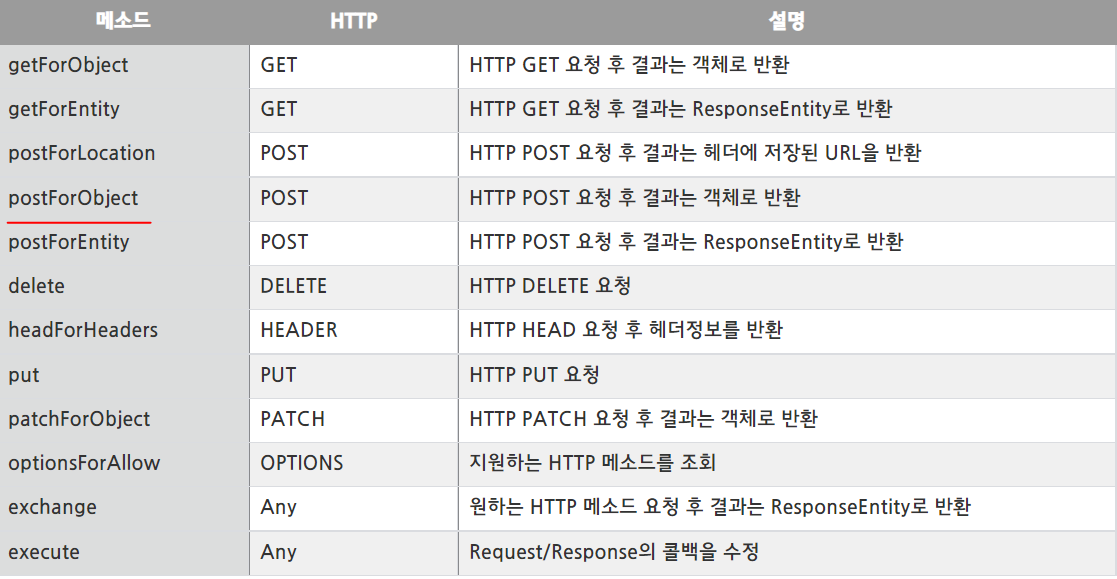 메소드 HTTP 설명
getForObject GET HTTP GET 요청 후 결과는 객체로 반환
getForEntity GET HTTP GET 요청 후 결과는 ResponseEntity로 반환
postForLocation POST HTTP POST 요청 후 결과는 헤더에 저장된 URL을 반환
postForObject POST HTTP POST 요청 후 결과는 객체로 반환
postForEntity POST HTTP POST 요청 후 결과는 ResponseEntity로 반환
delete DELETE HTTP DELETE 요청
headForHeaders HEADER HTTP HEAD 요청 후 헤더정보를 반환
put PUT HTTP PUT 요청
patchForObject PATCH HTTP PATCH 요청 후 결과는 객체로 반환
optionsForAllow OPTIONS 지원하는 HTTP 메소드를 조회
exchange Any 원하는 HTTP 메소드 요청 후 결과는 ResponseEntity로 반환
execute Any Request/Response의 콜백을 수정